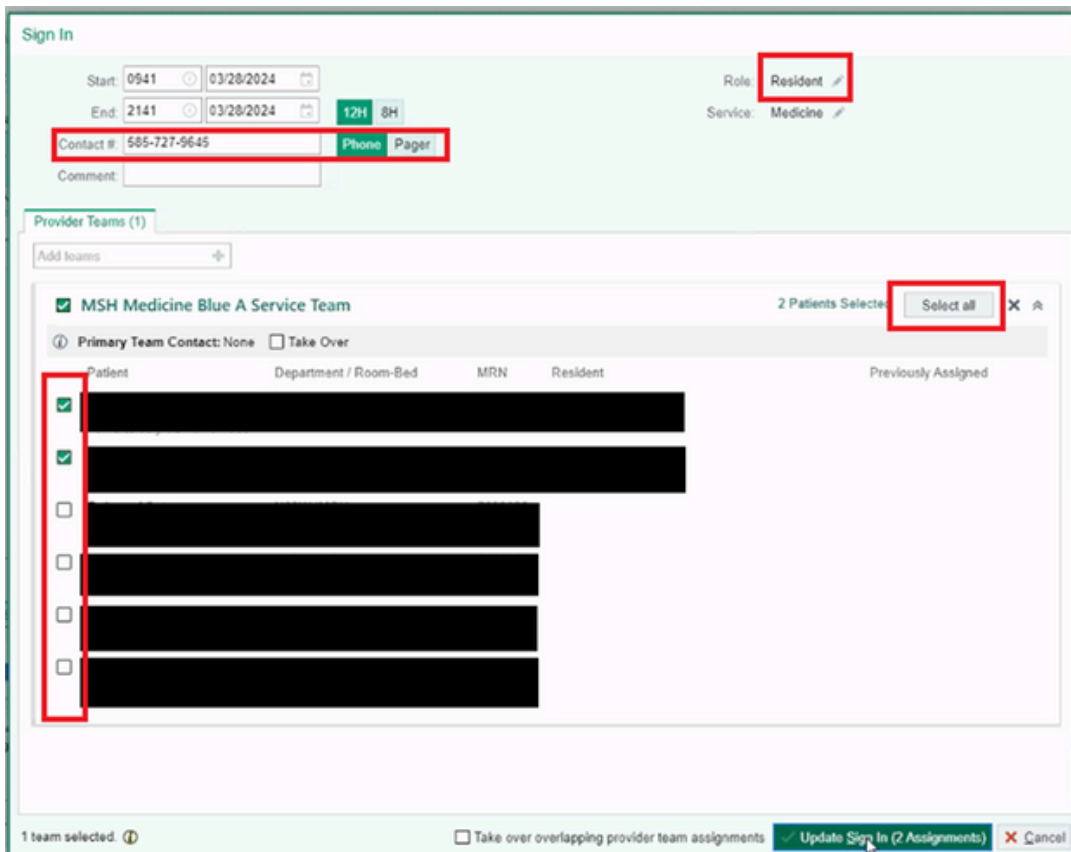 Sign In
Start: 0941 03/28/2024 Role: Resident
End: 2141 03/28/2024 12H 8H Service: Medicine
Contact #: 585-727-9645 Phone Pager
Comment:
Provider Teams (1)
Add teams
MSH Medicine Blue A Service Team 2 Patients Selected Select all
Primary Team Contact: None Take Over
Patient Department / Room-Bed MRN Resident Previously Assigned
1 team selected. Take over overlapping provider team assignments Update Sign In (2 Assignments) Cancel